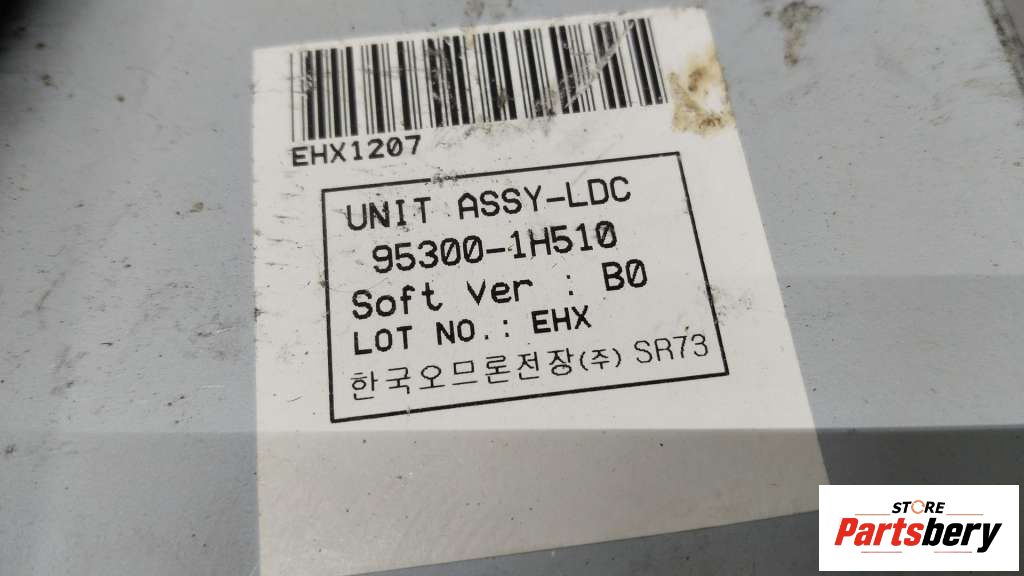 EHX1207
UNIT ASSY-LDC
95300-1H510
Soft Ver : B0
LOT NO.: EHX
한국오므론전장(주) SR73
STORE
Partsbery